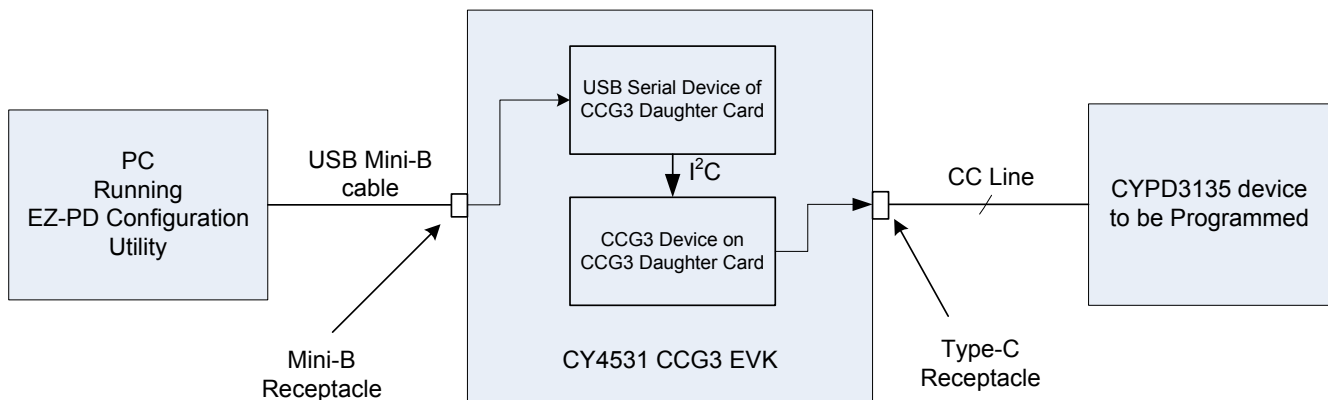 PC
Running
EZ-PD Configuration
Utility
USB Mini-B
cable
Mini-B
Receptacle
USB Serial Device of
CCG3 Daughter Card
I²C
CCG3 Device on
CCG3 Daughter Card
CY4531 CCG3 EVK
CC Line
Type-C
Receptacle
CYPD3135 device
to be Programmed